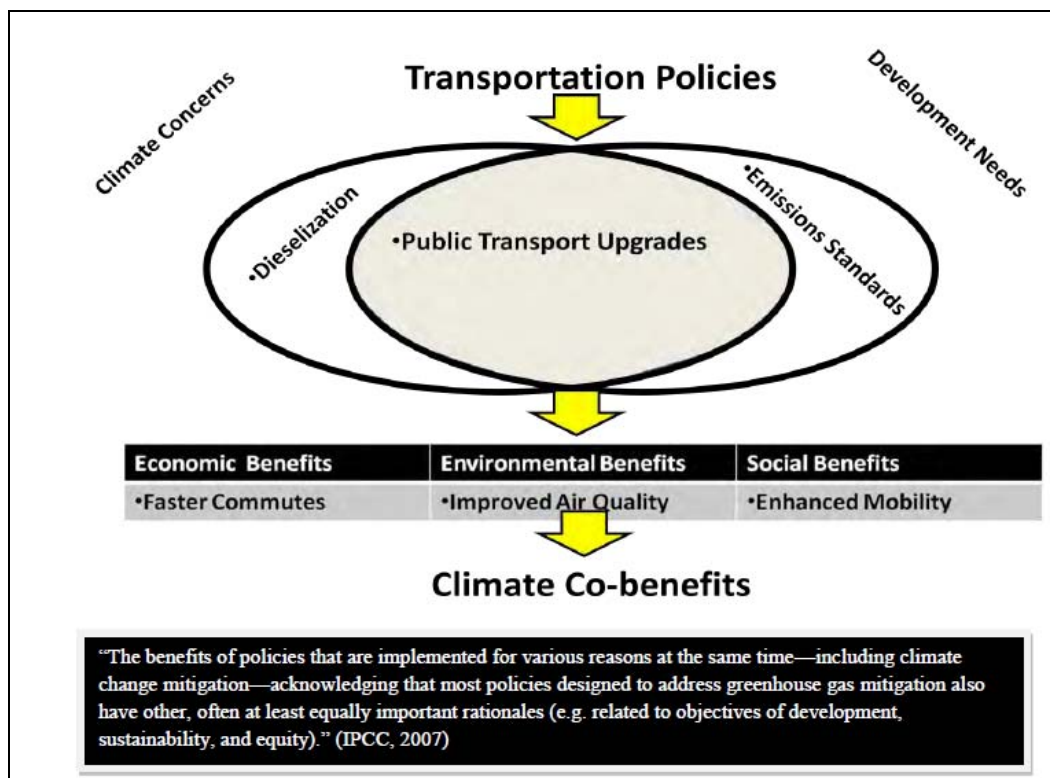 Transportation Policies
Climate Concerns
Development Needs
•Dieselization
•Public Transport Upgrades
•Emissions Standards
Economic Benefits
Environmental Benefits
Social Benefits
•Faster Commutes
•Improved Air Quality
•Enhanced Mobility
Climate Co-benefits
“The benefits of policies that are implemented for various reasons at the same time—including climate
change mitigation—acknowledging that most policies designed to address greenhouse gas mitigation also
have other, often at least equally important rationales (e.g. related to objectives of development,
sustainability, and equity).” (IPCC, 2007)